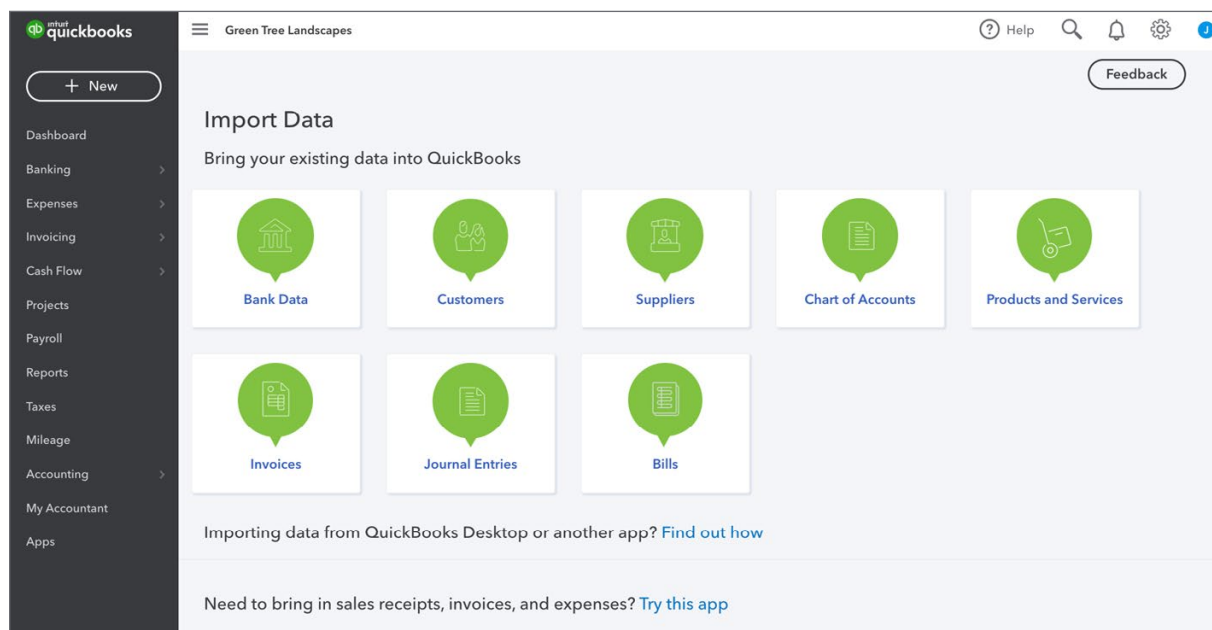 intuit
quickbooks
Green Tree Landscapes
Help
J
+ New
Feedback
Dashboard
Banking
Expenses
Invoicing
Cash Flow
Projects
Payroll
Reports
Taxes
Mileage
Accounting
My Accountant
Apps
Import Data
Bring your existing data into QuickBooks
Bank Data
Customers
Suppliers
Chart of Accounts
Products and Services
Invoices
Journal Entries
Bills
Importing data from QuickBooks Desktop or another app? Find out how
Need to bring in sales receipts, invoices, and expenses? Try this app